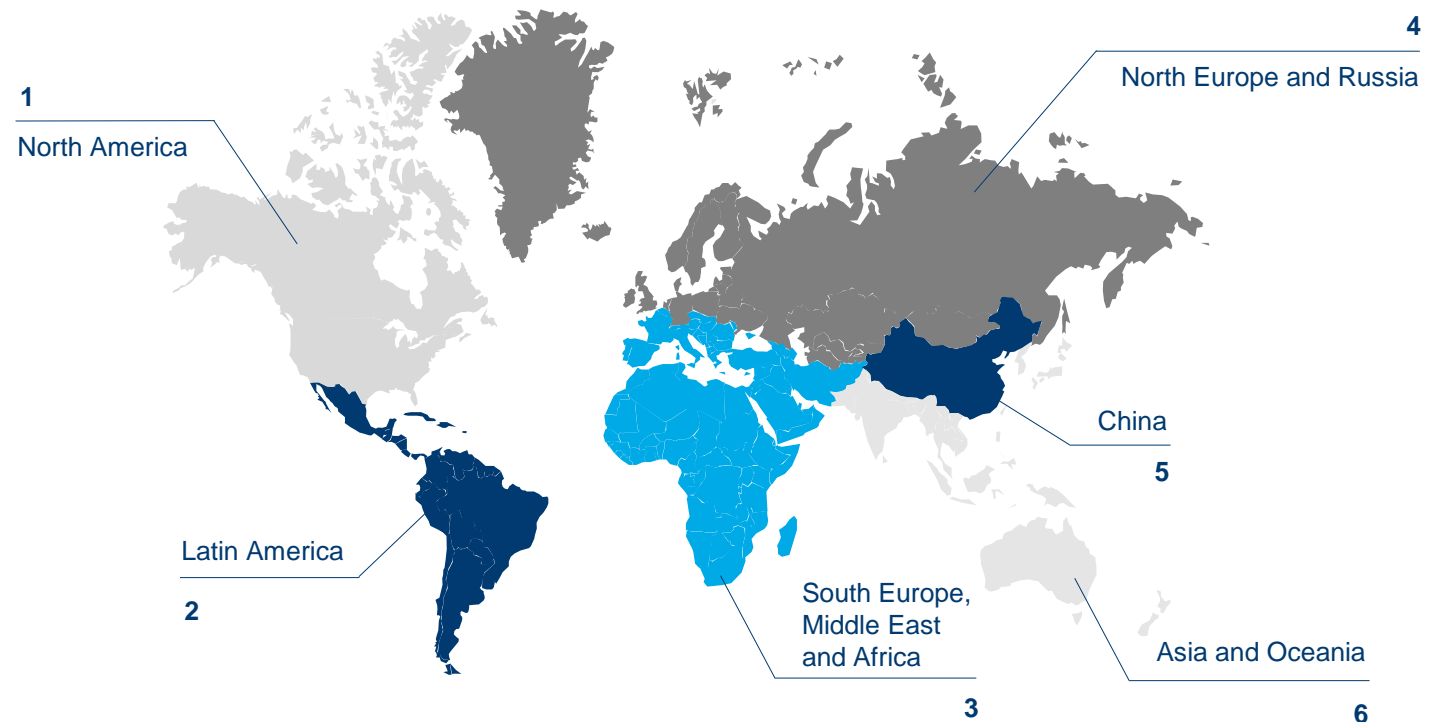 1
North America
4
North Europe and Russia
China
5
Latin America
2
South Europe,
Middle East
and Africa
3
Asia and Oceania
6